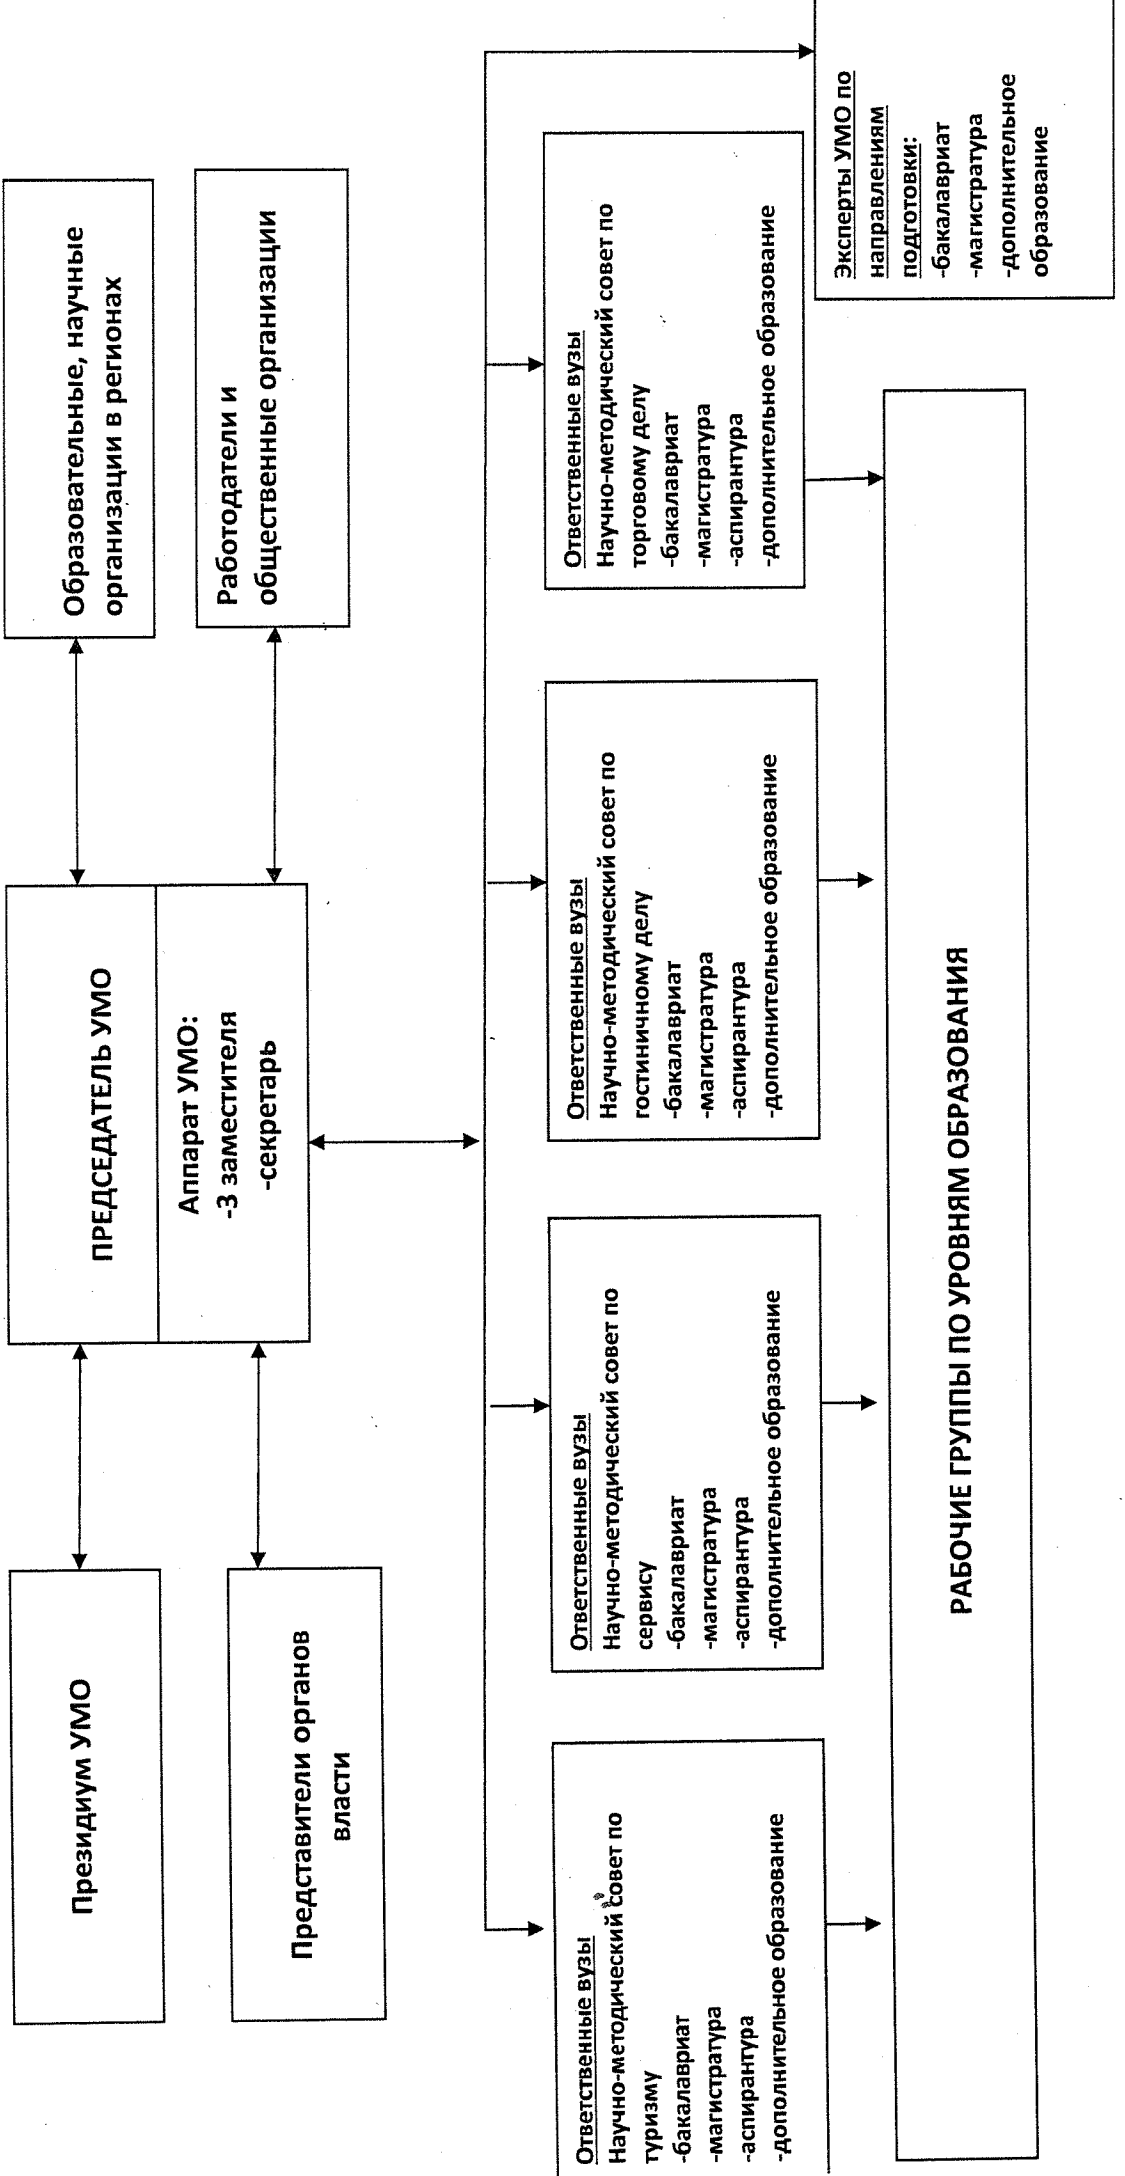 Президиум УМО
ПРЕДСЕДАТЕЛЬ УМО
Образовательные, научные
организации в регионах
Представители органов
власти
Аппарат УМО:
-3 заместителя
-секретарь
Работодатели и
общественные организации
Ответственные вузы
Научно-методический совет по
туризму
-бакалавриат
-магистратура
-аспирантура
-дополнительное образование
Ответственные вузы
Научно-методический совет по
сервису
-бакалавриат
-магистратура
-аспирантура
-дополнительное образование
Ответственные вузы
Научно-методический совет по
гостиничному делу
-бакалавриат
-магистратура
-аспирантура
-дополнительное образование
Ответственные вузы
Научно-методический совет по
торговому делу
-бакалавриат
-магистратура
-аспирантура
-дополнительное образование
Эксперты УМО по
направлениям
подготовки:
-бакалавриат
-магистратура
-дополнительное
образование
РАБОЧИЕ ГРУППЫ ПО УРОВНЯМ ОБРАЗОВАНИЯ